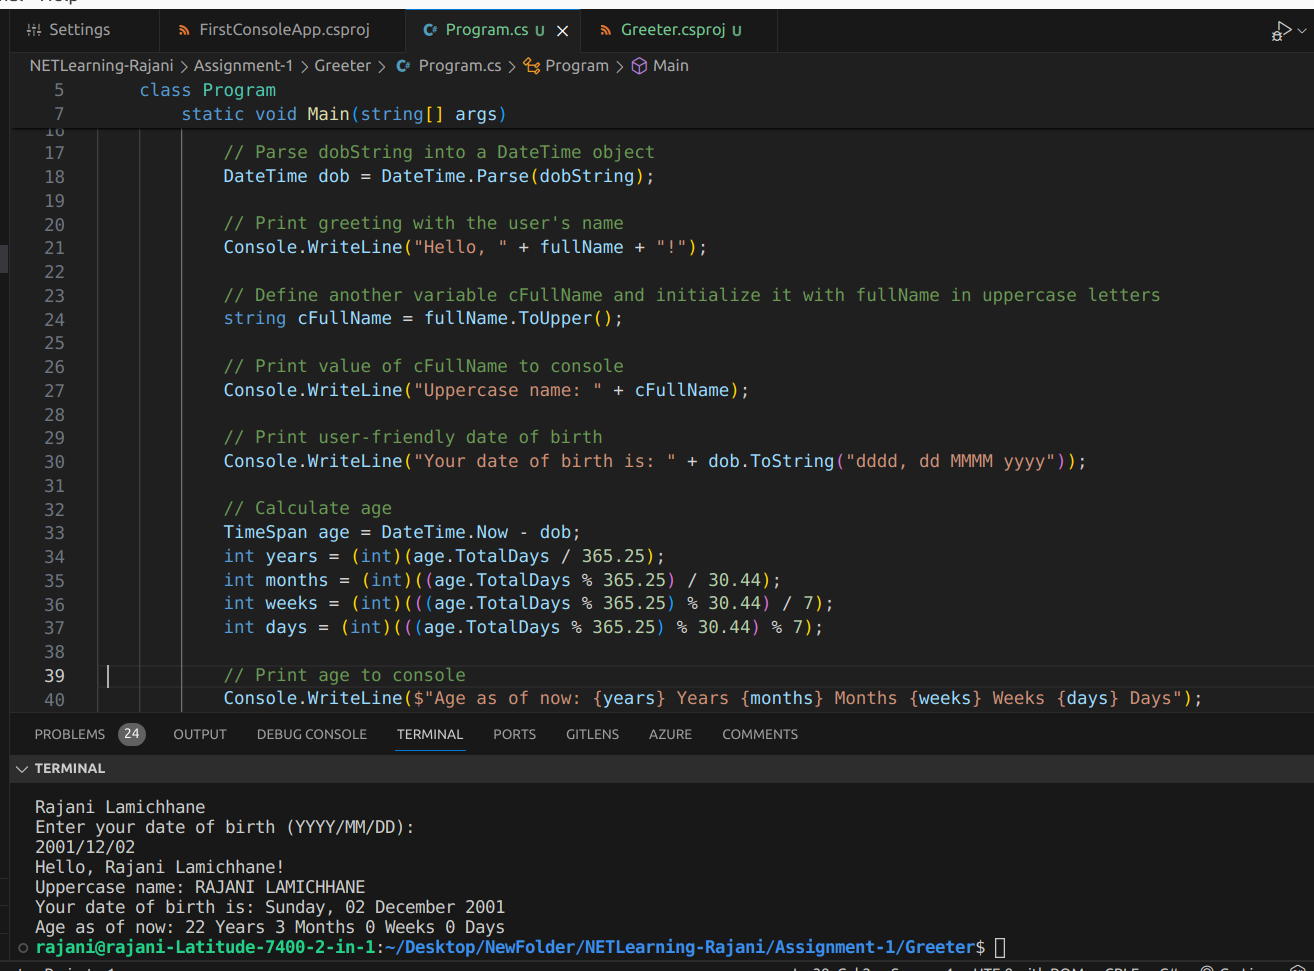 Help
Settings FirstConsoleApp.csproj Program.cs U Greeter.csproj U
NETLearning-Rajani > Assignment-1 > Greeter > Program.cs > Program > Main
5 class Program
7 static void Main(string[] args)
16
17 // Parse dobString into a DateTime object
18 DateTime dob = DateTime.Parse(dobString);
19
20 // Print greeting with the user's name
21 Console.WriteLine("Hello, " + fullName + "!");
22
23 // Define another variable cFullName and initialize it with fullName in uppercase letters
24 string cFullName = fullName.ToUpper();
25
26 // Print value of cFullName to console
27 Console.WriteLine("Uppercase name: " + cFullName);
28
29 // Print user-friendly date of birth
30 Console.WriteLine("Your date of birth is: " + dob.ToString("dddd, dd MMMM yyyy"));
31
32 // Calculate age
33 TimeSpan age = DateTime.Now - dob;
34 int years = (int)(age.TotalDays / 365.25);
35 int months = (int)((age.TotalDays % 365.25) / 30.44);
36 int weeks = (int)(((age.TotalDays % 365.25) % 30.44) / 7);
37 int days = (int)(((age.TotalDays % 365.25) % 30.44) % 7);
38
39 // Print age to console
40 Console.WriteLine($"Age as of now: {years} Years {months} Months {weeks} Weeks {days} Days");
PROBLEMS 24 OUTPUT DEBUG CONSOLE TERMINAL PORTS GITLENS AZURE COMMENTS
TERMINAL
Rajani Lamichhane
Enter your date of birth (YYYY/MM/DD):
2001/12/02
Hello, Rajani Lamichhane!
Uppercase name: RAJANI LAMICHHANE
Your date of birth is: Sunday, 02 December 2001
Age as of now: 22 Years 3 Months 0 Weeks 0 Days
rajani@rajani-Latitude-7400-2-in-1:~/Desktop/NewFolder/NETLearning-Rajani/Assignment-1/Greeter$